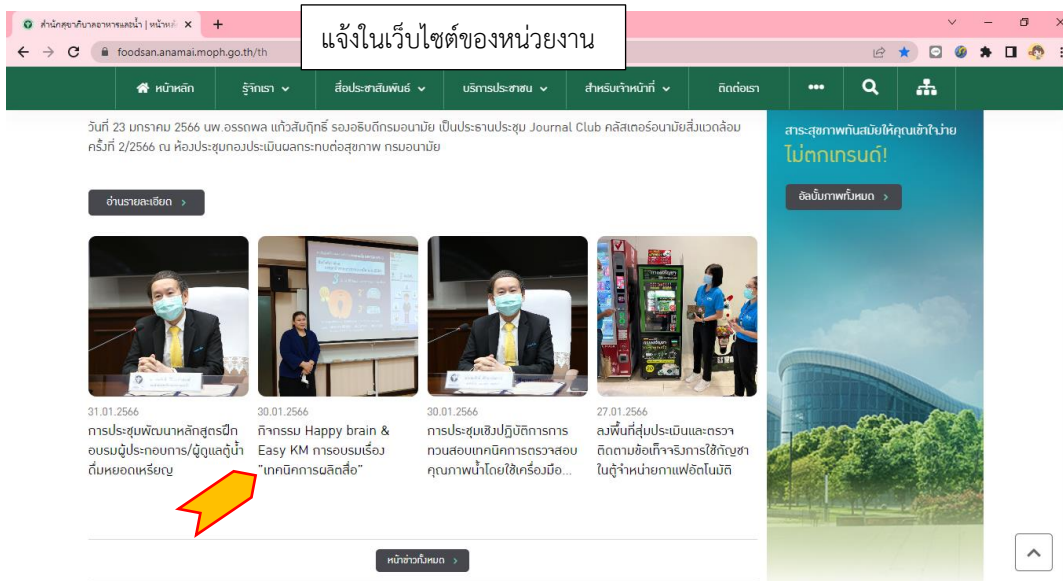 สำนักสุขาภิบาลอาหารและน้ำ | หน้าหลั
แจ้งในเว็บไซต์ของหน่วยงาน
foodsan.anamai.moph.go.th/th
หน้าหลัก รู้จักเรา สื่อประชาสัมพันธ์ บริการประชาชน สำหรับเจ้าหน้าที่ ติดต่อเรา
วันที่ 23 มกราคม 2566 นพ.อรรถพล แก้วสัมฤทธิ์ รองอธิบดีกรมอนามัย เป็นประธานประชุม Journal Club คลัสเตอร์อนามัยสิ่งแวดล้อม
ครั้งที่ 2/2566 ณ ห้องประชุมกองประเมินผลกระทบต่อสุขภาพ กรมอนามัย
อ่านรายละเอียด
สาระสุขภาพทันสมัยให้คุณเข้าใจง่าย
ไม่ตกเทรนด์!
อัลบั้มภาพทั้งหมด
31.01.2566
การประชุมพัฒนาหลักสูตรฝึก
อบรมผู้ประกอบการ/ผู้ดูแลตู้น้ำ
ดื่มหยอดเหรียญ
30.01.2566
กิจกรรม Happy brain &
Easy KM การอบรมเรื่อง
"เทคนิคการผลิตสื่อ"
30.01.2566
การประชุมเชิงปฏิบัติการการ
ทวนสอบเทคนิคการตรวจสอบ
คุณภาพน้ำโดยใช้เครื่องมือ...
27.01.2566
ลงพื้นที่สุ่มประเมินและตรวจ
ติดตามข้อเท็จจริงการใช้กัญชา
ในตู้จำหน่ายกาแฟอัตโนมัติ
หน้าข่าวทั้งหมด